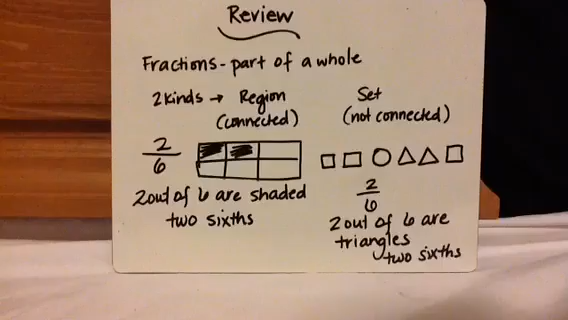 Review
Fractions - part of a whole
2 kinds → Region
(connected)
2
6
2 out of 6 are shaded
two sixths
Set
(not connected)
2
6
2 out of 6 are
triangles
two sixths